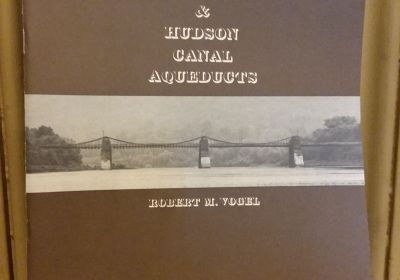 &
HUDSON
CANAL
AQUEDUCTS
ROBERT M. VOGEL